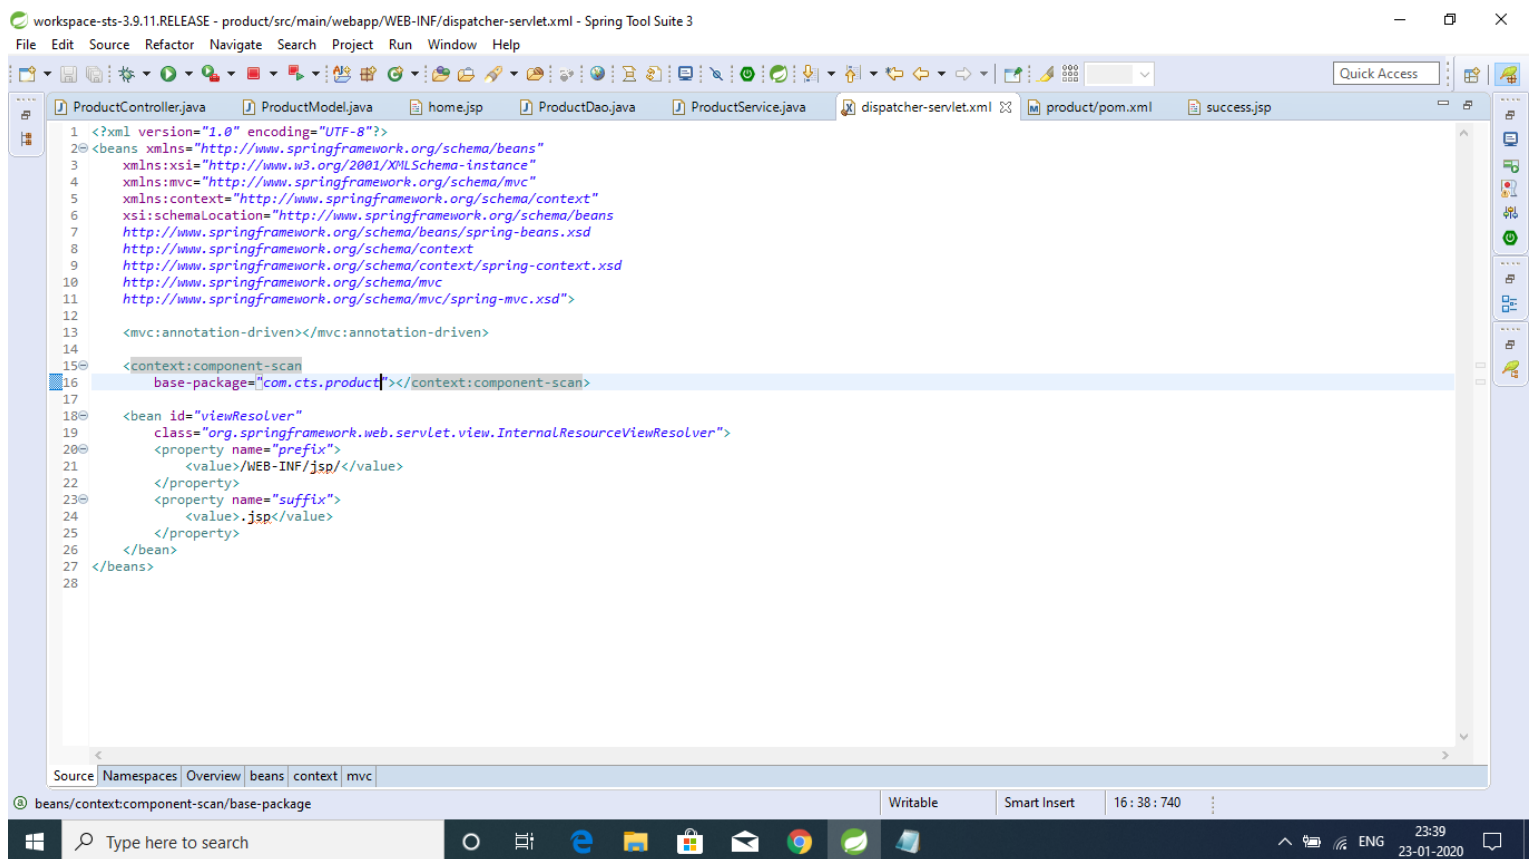 workspace-sts-3.9.11.RELEASE - product/src/main/webapp/WEB-INF/dispatcher-servlet.xml - Spring Tool Suite 3
File Edit Source Refactor Navigate Search Project Run Window Help
Quick Access
ProductController.java ProductModel.java home.jsp ProductDao.java ProductService.java dispatcher-servlet.xml product/pom.xml success.jsp
1 <?xml version="1.0" encoding="UTF-8"?>
2 <beans xmlns="http://www.springframework.org/schema/beans"
3 xmlns:xsi="http://www.w3.org/2001/XMLSchema-instance"
4 xmlns:mvc="http://www.springframework.org/schema/mvc"
5 xmlns:context="http://www.springframework.org/schema/context"
6 xsi:schemaLocation="http://www.springframework.org/schema/beans
7 http://www.springframework.org/schema/beans/spring-beans.xsd
8 http://www.springframework.org/schema/context
9 http://www.springframework.org/schema/context/spring-context.xsd
10 http://www.springframework.org/schema/mvc
11 http://www.springframework.org/schema/mvc/spring-mvc.xsd">
12
13 <mvc:annotation-driven></mvc:annotation-driven>
14
15 <context:component-scan
16 base-package="com.cts.product"></context:component-scan>
17
18 <bean id="viewResolver"
19 class="org.springframework.web.servlet.view.InternalResourceViewResolver">
20 <property name="prefix">
21 <value>/WEB-INF/jsp/</value>
22 </property>
23 <property name="suffix">
24 <value>.jsp</value>
25 </property>
26 </bean>
27 </beans>
28
Source Namespaces Overview beans context mvc
beans/context:component-scan/base-package Writable Smart Insert 16 : 38 : 740
Type here to search
ENG
23:39
23-01-2020